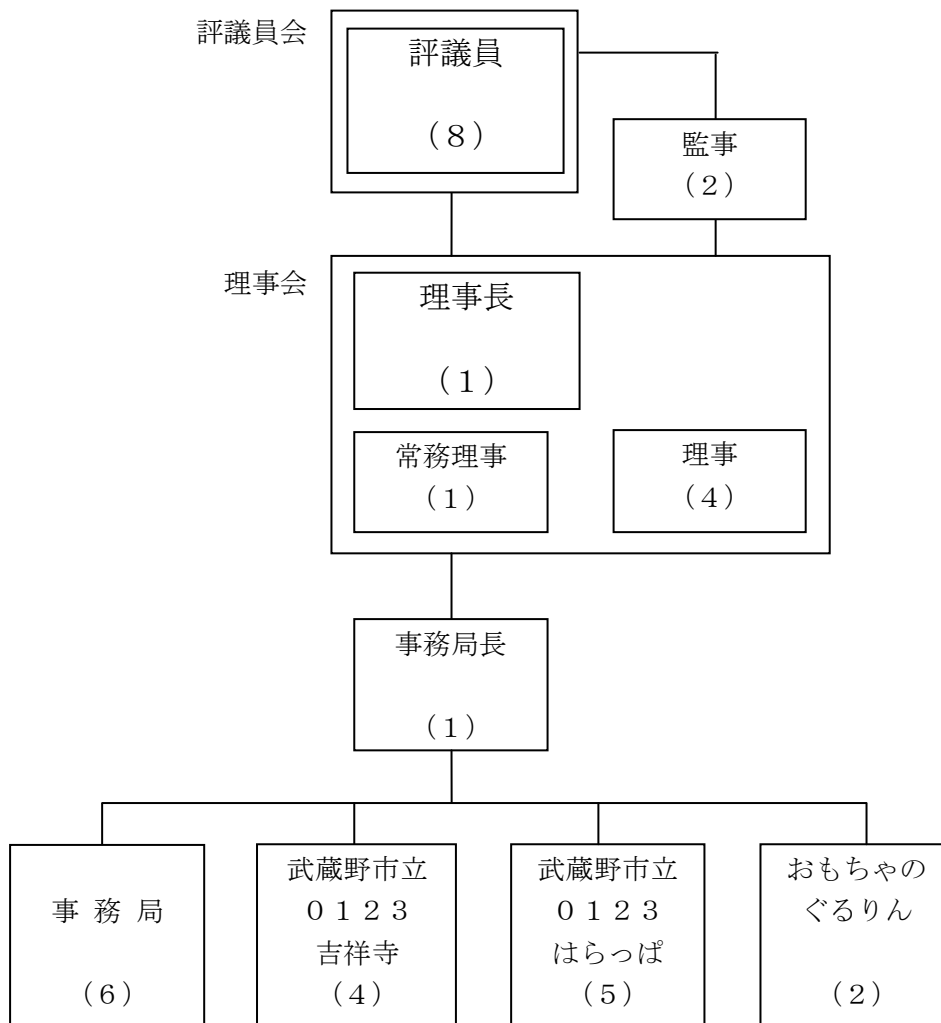 評議員会
評議員
（８）
監事
（２）
理事会
理事長
（１）
常務理事
（１）
理事
（４）
事務局長
（１）
事 務 局
（６）
武蔵野市立
０１２３
吉祥寺
（４）
武蔵野市立
０１２３
はらっぱ
（５）
おもちゃの
ぐるりん
（２）